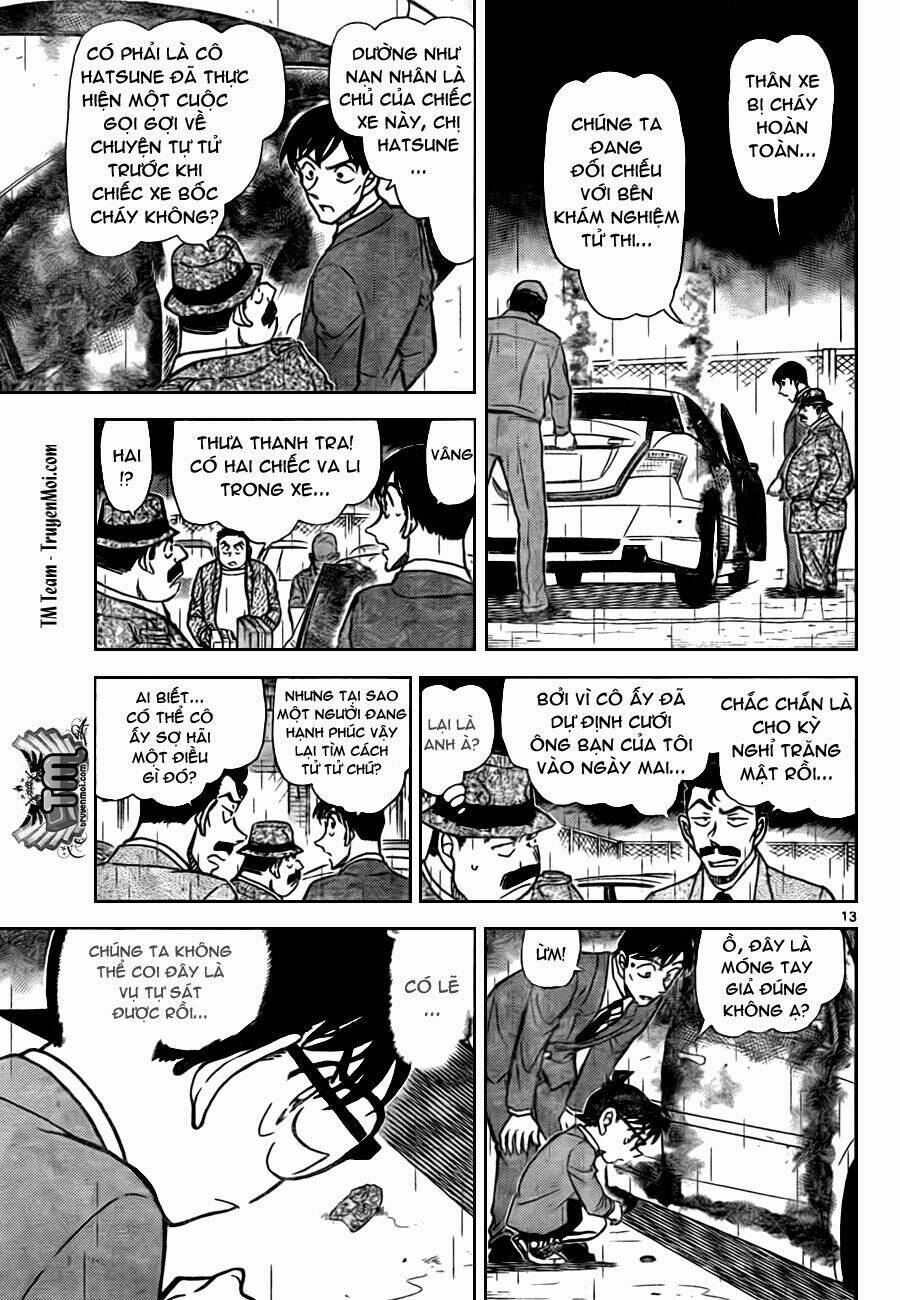 THÂN XE
BỊ CHÁY
HOÀN
TOÀN...
CHÚNG TA
ĐANG
ĐỐI CHIẾU
VỚI BÊN
KHÁM NGHIỆM
TỬ THI...
DƯỜNG NHƯ
NẠN NHÂN LÀ
CHỦ CỦA CHIẾC
XE NÀY, CHỊ
HATSUNE
...
CÓ PHẢI LÀ CÔ
HATSUNE ĐÃ THỰC
HIỆN MỘT CUỘC
GỌI GỢI VỀ
CHUYỆN TỰ TỬ
TRƯỚC KHI
CHIẾC XE BỐC
CHÁY KHÔNG?
VÂNG
THƯA THANH TRA!
CÓ HAI CHIẾC VA LI
TRONG XE...
HAI
!?
TM Team - TruyenMoi.com
CHẮC CHẮN LÀ
CHO KỲ
NGHỈ TRĂNG
MẬT RỒI...
BỞI VÌ CÔ ẤY ĐÃ
DỰ ĐỊNH CƯỚI
ÔNG BẠN CỦA TÔI
VÀO NGÀY MAI...
LẠI LÀ
ANH À?
NHƯNG TẠI SAO
MỘT NGƯỜI ĐANG
HẠNH PHÚC VẬY
LẠI TÌM CÁCH
TỬ TỬ CHỨ?
AI BIẾT...
CÓ THỂ CÔ
ẤY SỢ HÃI
MỘT ĐIỀU
GÌ ĐÓ?
TM
truyenmoi.com
13
Ồ, ĐÂY LÀ
MÓNG TAY
GIẢ ĐÚNG
KHÔNG Ạ?
ỪM!
CÓ LẼ
...
CHÚNG TA KHÔNG
THỂ COI ĐÂY LÀ
VỤ TỰ SÁT
ĐƯỢC RỒI...